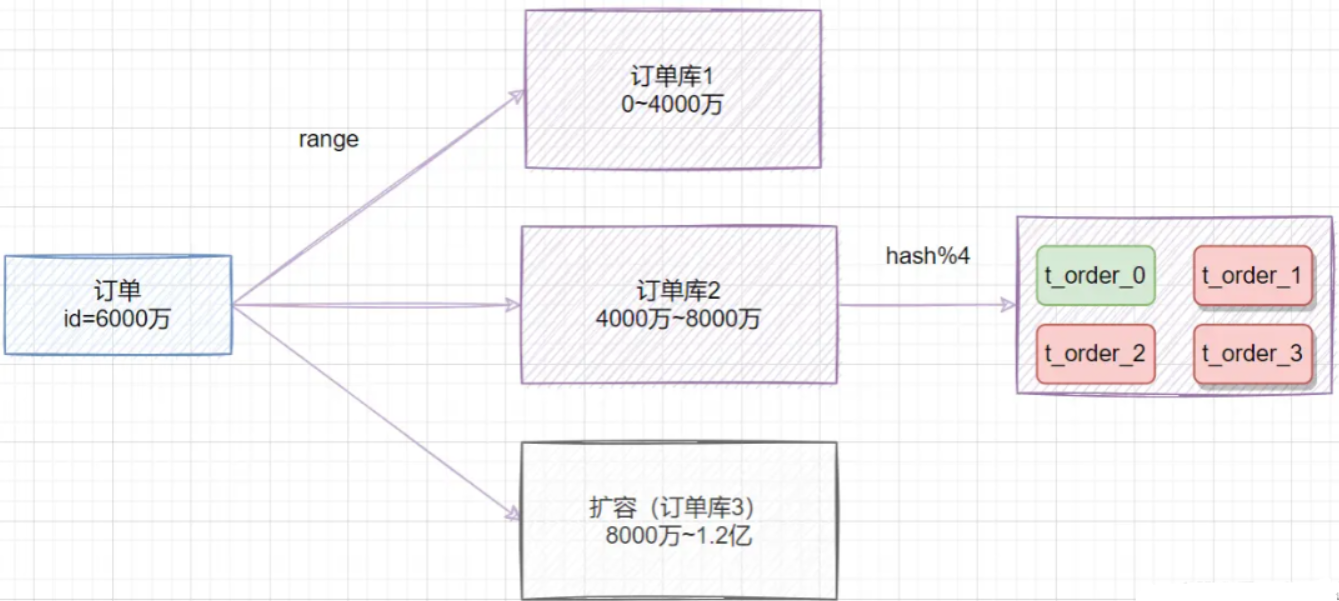 range
订单库1
0~4000万
订单
id=6000万
订单库2
4000万~8000万
hash%4
t_order_0
t_order_1
t_order_2
t_order_3
扩容（订单库3）
8000万~1.2亿